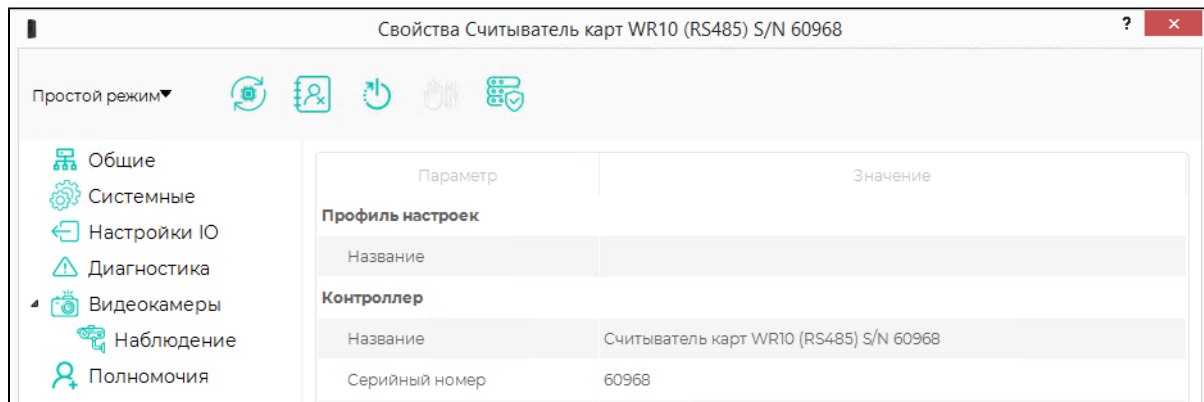 Свойства Считыватель карт WR10 (RS485) S/N 60968 ? ×
Простой режим▼
Общие
Системные
Настройки IO
Диагностика
Видеокамеры
Наблюдение
Полномочия
Параметр Значение
Профиль настроек
Название
Контроллер
Название Считыватель карт WR10 (RS485) S/N 60968
Серийный номер 60968